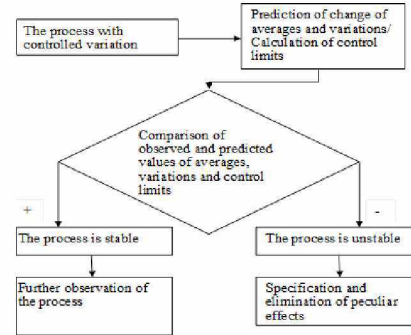 The process with
controlled variation
Prediction of change of
averages and variations/
Calculation of control
limits
Comparison of
observed and predicted
values of averages,
variations and control
limits
+
-
The process is stable
The process is unstable
Further observation of
the process
Specification and
elimination of peculiar
effects